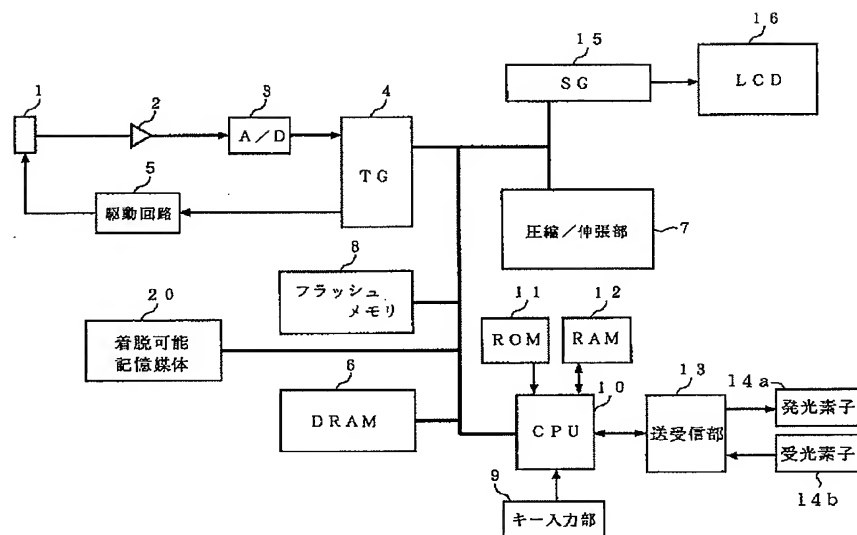 15
16
SG
LCD
1
2
3
4
A/D
TG
5
駆動回路
圧縮/伸張部
7
8
フラッシュ
メモリ
11
12
ROM
RAM
20
着脱可能
記憶媒体
6
DRAM
10
CPU
13
送受信部
14a
発光素子
受光素子
14b
9
キー入力部